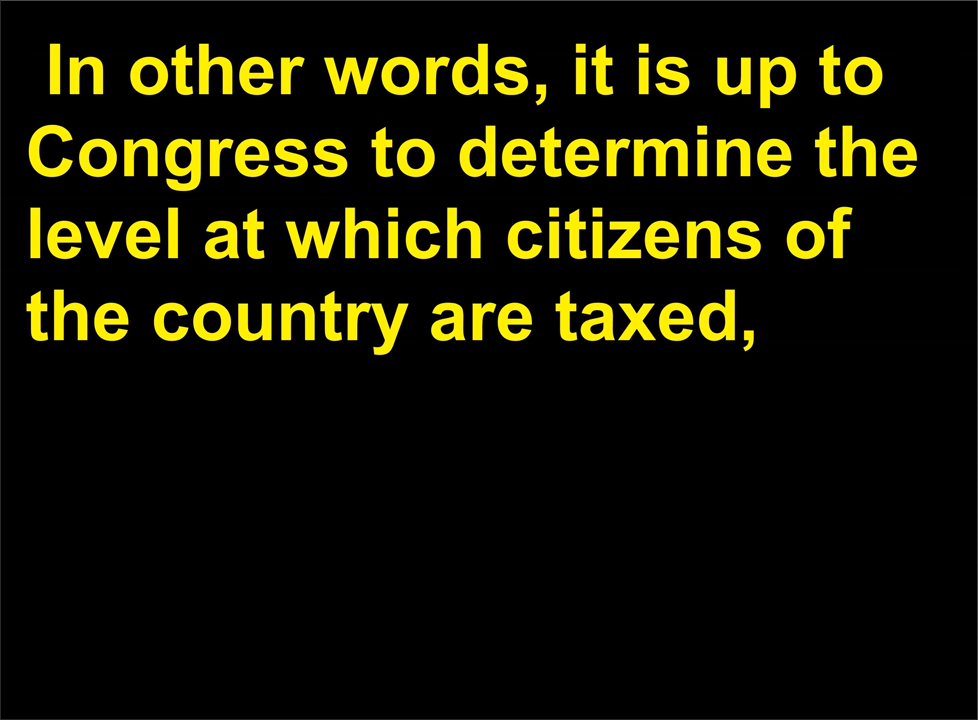 In other words, it is up to
Congress to determine the
level at which citizens of
the country are taxed,